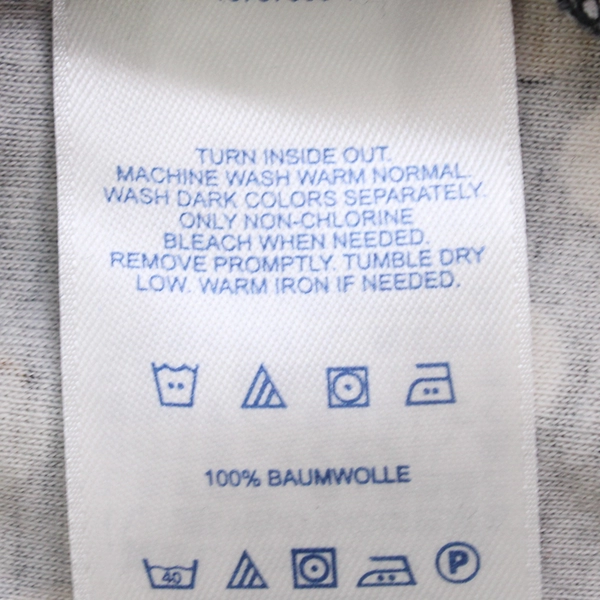 TURN INSIDE OUT.
MACHINE WASH WARM NORMAL.
WASH DARK COLORS SEPARATELY.
ONLY NON-CHLORINE
BLEACH WHEN NEEDED.
REMOVE PROMPTLY. TUMBLE DRY
LOW. WARM IRON IF NEEDED.
100% BAUMWOLLE
40 P